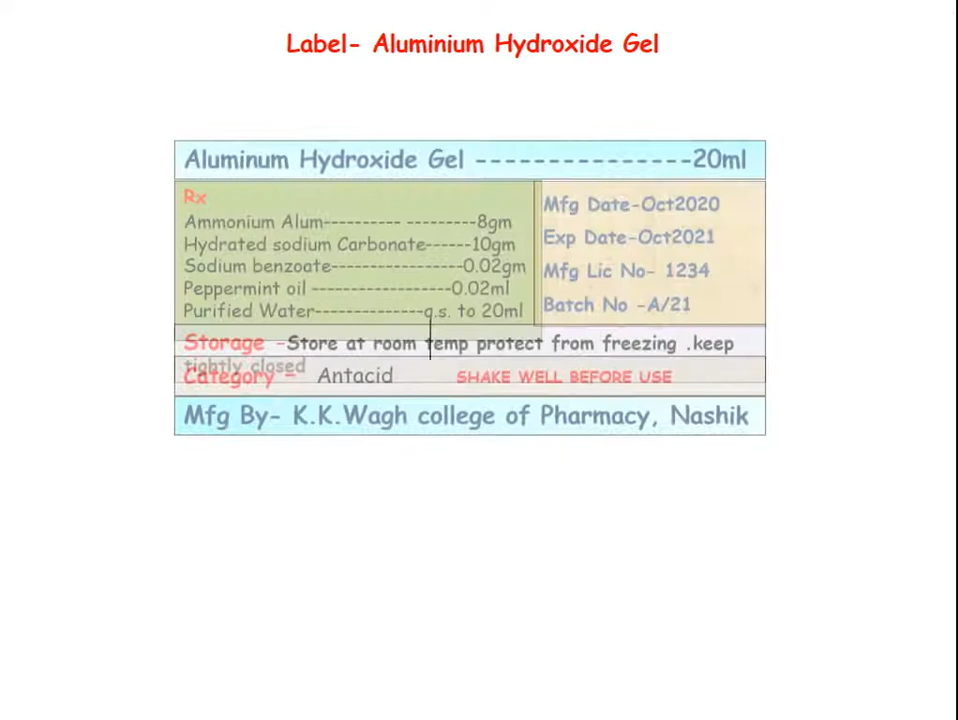 Label- Aluminium Hydroxide Gel
Aluminum Hydroxide Gel ---------------20ml
Rx
Ammonium Alum---------- ---------8gm
Hydrated sodium Carbonate------10gm
Sodium benzoate-----------------0.02gm
Peppermint oil ------------------0.02ml
Purified Water--------------q.s. to 20ml
Mfg Date-Oct2020
Exp Date-Oct2021
Mfg Lic No- 1234
Batch No -A/21
Storage -Store at room temp protect from freezing .keep
tightly closed
Category - Antacid SHAKE WELL BEFORE USE
Mfg By- K.K.Wagh college of Pharmacy, Nashik